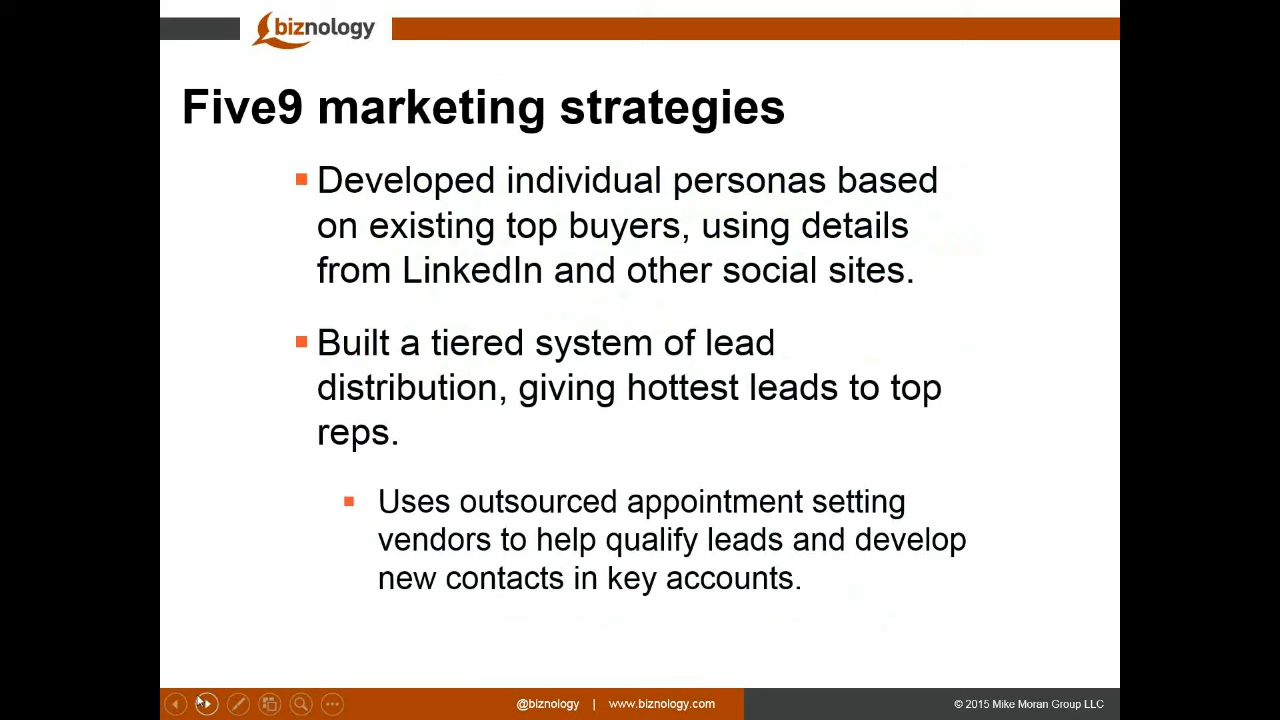 biznology
Five9 marketing strategies
Developed individual personas based
on existing top buyers, using details
from LinkedIn and other social sites.
Built a tiered system of lead
distribution, giving hottest leads to top
reps.
Uses outsourced appointment setting
vendors to help qualify leads and develop
new contacts in key accounts.
@biznology | www.biznology.com
© 2015 Mike Moran Group LLC